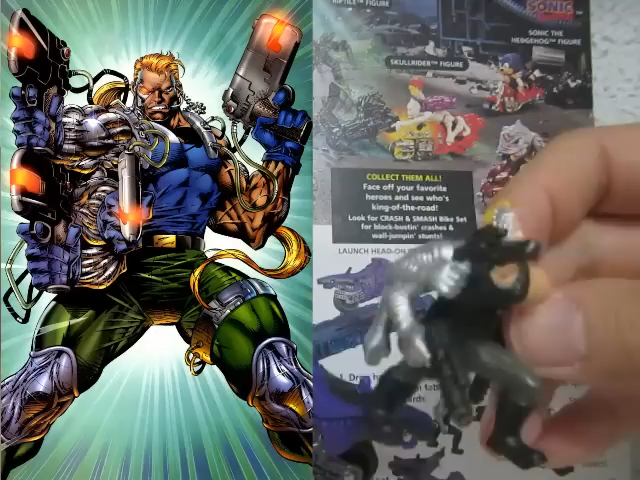 RIPTILE™ FIGURE
SONIC
SONIC THE
HEDGEHOG™ FIGURE
SKULLRIDER™ FIGURE
COLLECT THEM ALL!
Face off your favorite
heroes and see who's
king-of-the-road!
Look for CRASH & SMASH Bike Set
for block-bustin' crashes &
wall-jumpin' stunts!
LAUNCH HEAD-ON